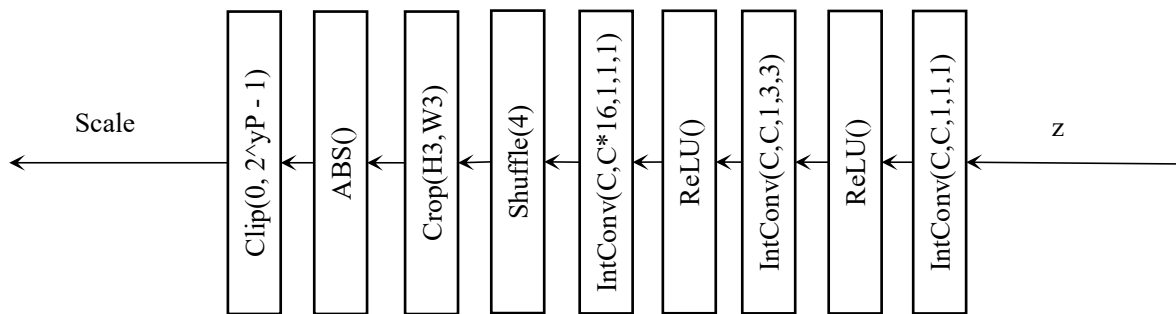 Scale
Clip(0, 2^yP - 1)
ABS()
Crop(H3,W3)
Shuffle(4)
IntConv(C,C*16,1,1,1)
ReLU()
IntConv(C,C,1,3,3)
ReLU()
IntConv(C,C,1,1,1)
z